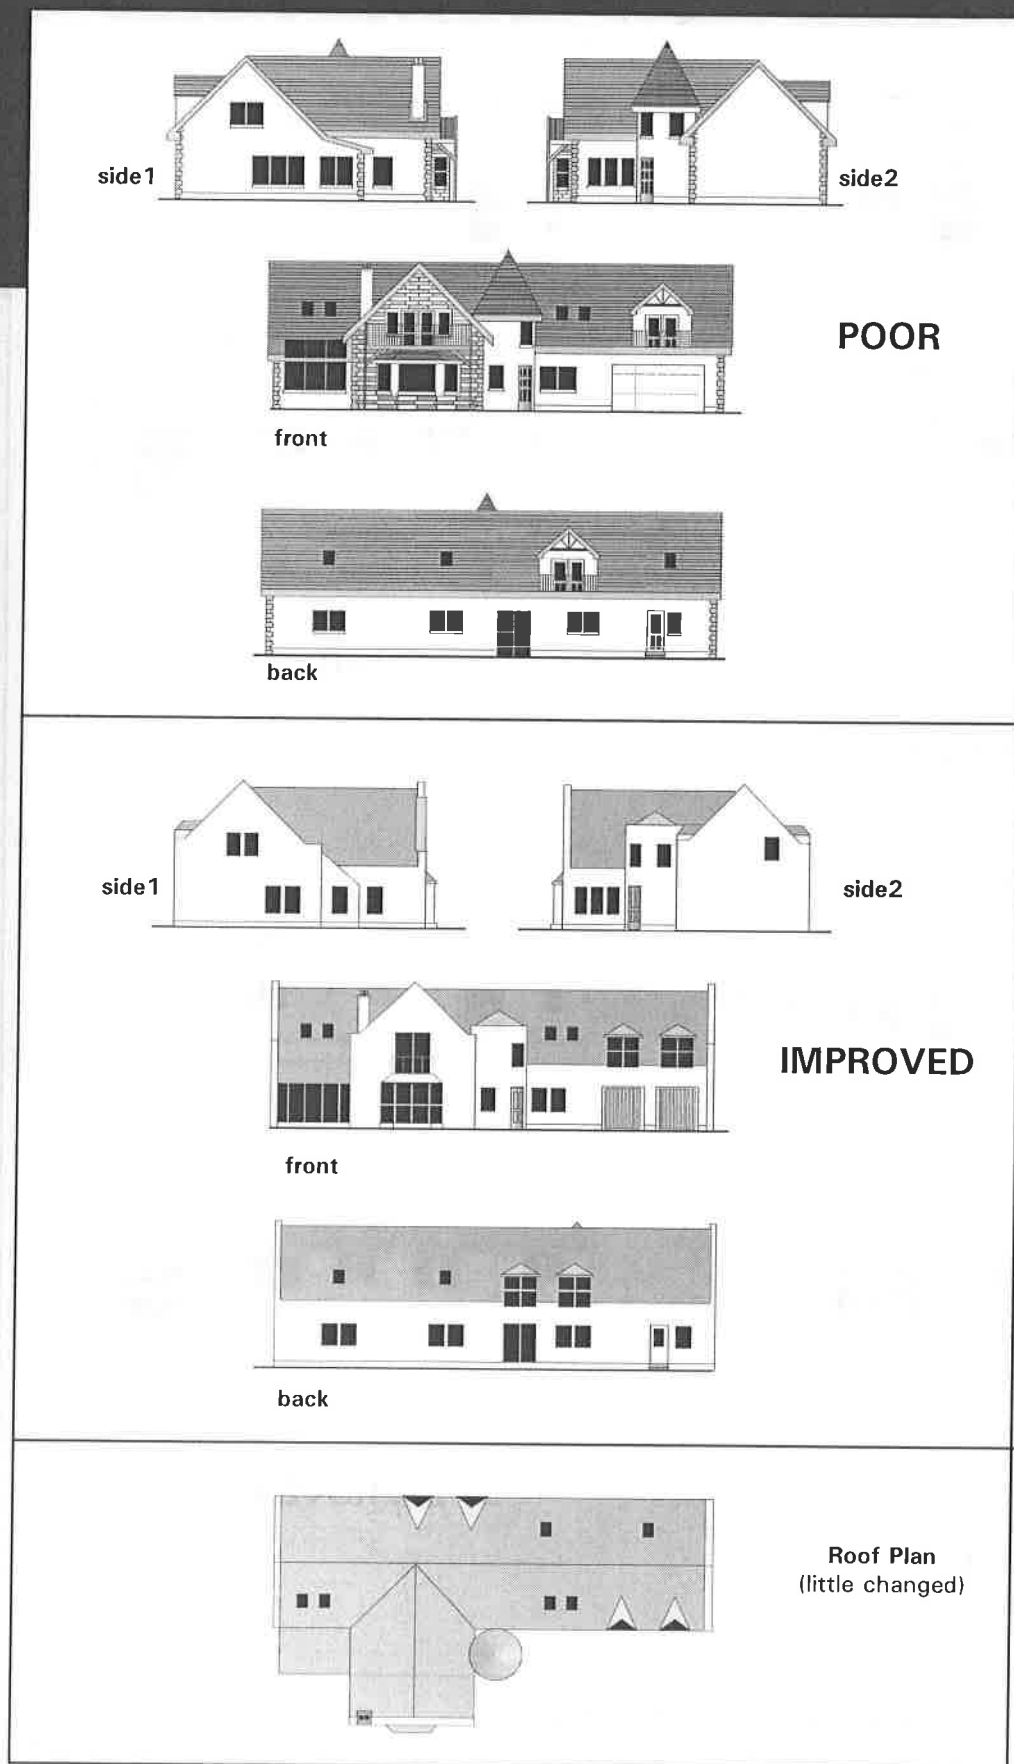 side1
side2
POOR
front
back
side1
side2
IMPROVED
front
back
Roof Plan
(little changed)